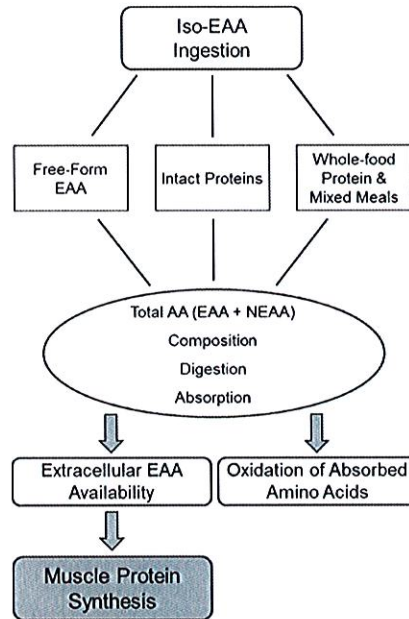 Iso-EAA
Ingestion
Free-Form
EAA
Intact Proteins
Whole-food
Protein &
Mixed Meals
Total AA (EAA + NEAA)
Composition
Digestion
Absorption
Extracellular EAA
Availability
Oxidation of Absorbed
Amino Acids
Muscle Protein
Synthesis